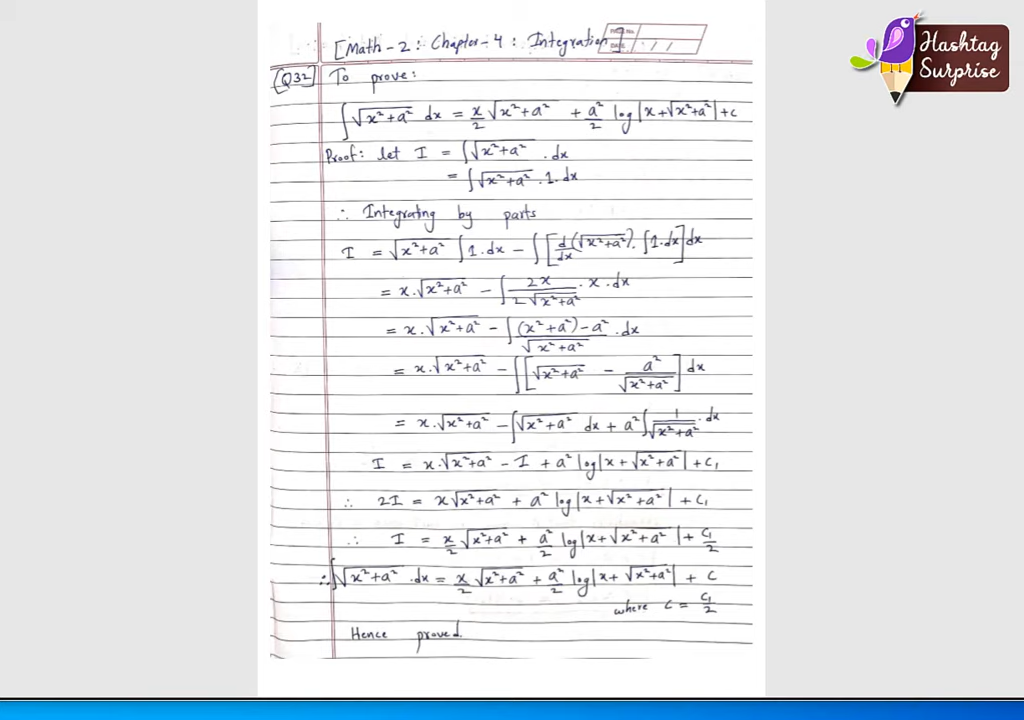 [Math-2 : Chapter-4 : Integration
PAGE No.
DATE
Hashtag
Surprise
[Q32] To prove :
∫√(x²+a²) dx = x/2 √(x²+a²) + a²/2 log|x+√(x²+a²)| + c
Proof: let I = ∫√(x²+a²) . dx
= ∫√(x²+a²) . 1. dx
∴ Integrating by parts
I = √(x²+a²) ∫1. dx − ∫[d/dx (√(x²+a²)) . ∫1. dx] dx
= x.√(x²+a²) − ∫ 2x/(2√(x²+a²)) . x . dx
= x.√(x²+a²) − ∫ ((x²+a²)−a²)/√(x²+a²) . dx
= x.√(x²+a²) − ∫[√(x²+a²) − a²/√(x²+a²)] dx
= x.√(x²+a²) − ∫√(x²+a²) dx + a²∫ 1/√(x²+a²) . dx
I = x.√(x²+a²) − I + a² log|x+√(x²+a²)| + c₁
∴ 2I = x√(x²+a²) + a² log|x+√(x²+a²)| + c₁
∴ I = x/2 √(x²+a²) + a²/2 log|x+√(x²+a²)| + c₁/2
∴ ∫√(x²+a²) . dx = x/2 √(x²+a²) + a²/2 log|x+√(x²+a²)| + c
where c = c₁/2
Hence proved.